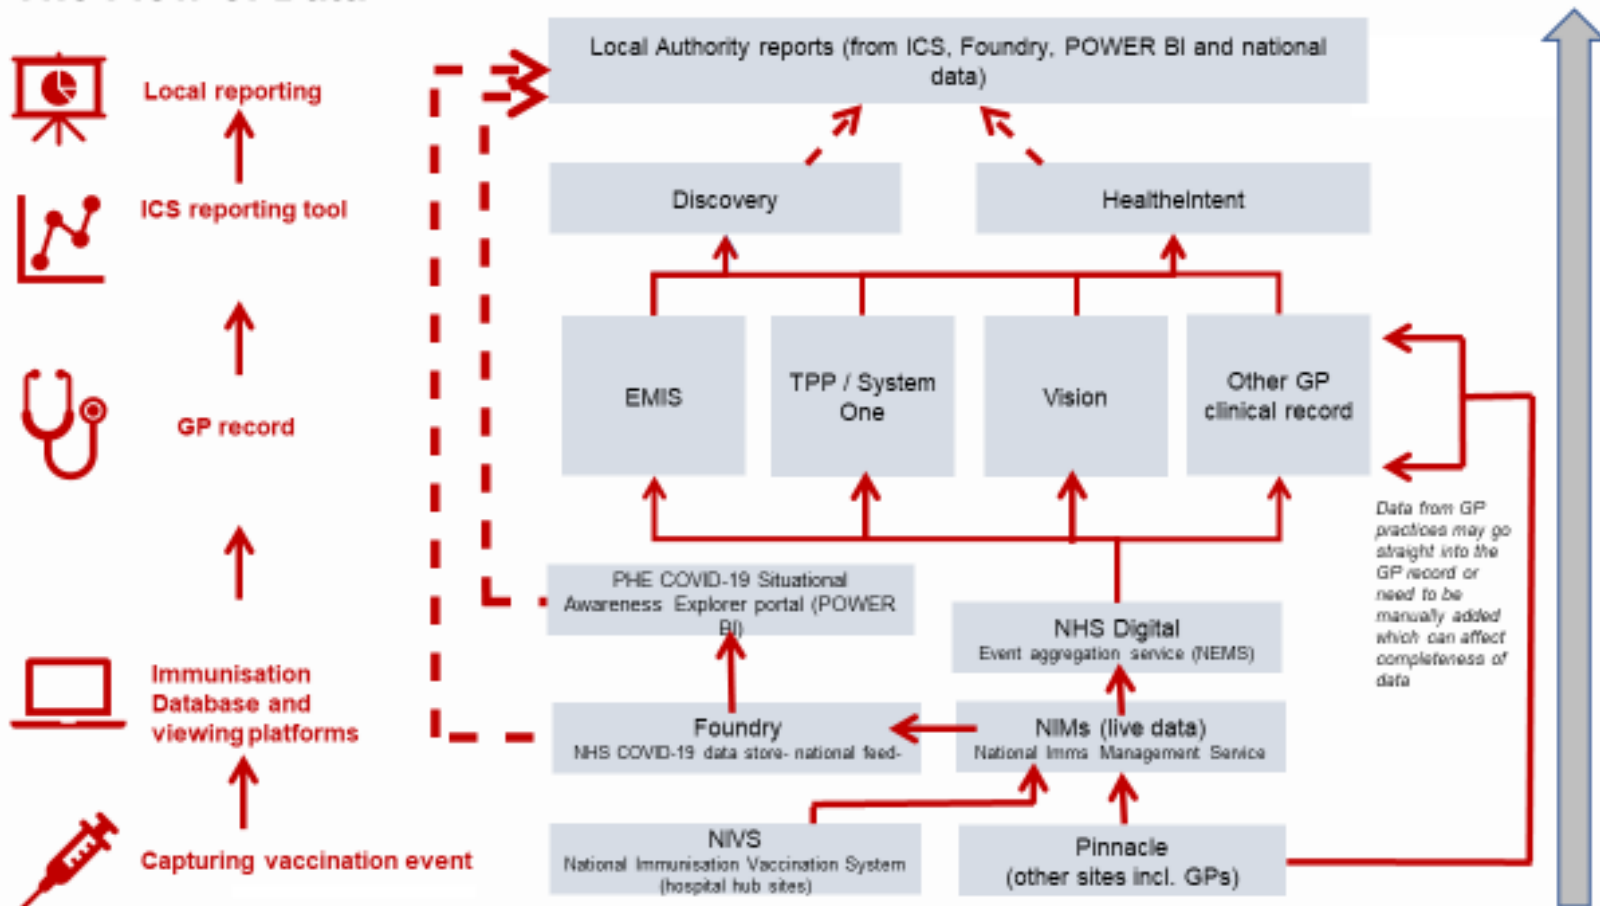 Local Authority reports (from ICS, Foundry, POWER BI and national
data)
Local reporting
Discovery
HealtheIntent
ICS reporting tool
EMIS
TPP / System
One
Vision
Other GP
clinical record
GP record
Data from GP
practices may go
straight into the
GP record or
need to be
manually added
which can affect
completeness of
data
PHE COVID-19 Situational
Awareness Explorer portal (POWER
BI)
NHS Digital
Event aggregation service (NEMS)
Immunisation
Database and
viewing platforms
Foundry
NHS COVID-19 data store- national feed-
NIMs (live data)
National Imms Management Service
Capturing vaccination event
NIVS
National Immunisation Vaccination System
(hospital hub sites)
Pinnacle
(other sites incl. GPs)